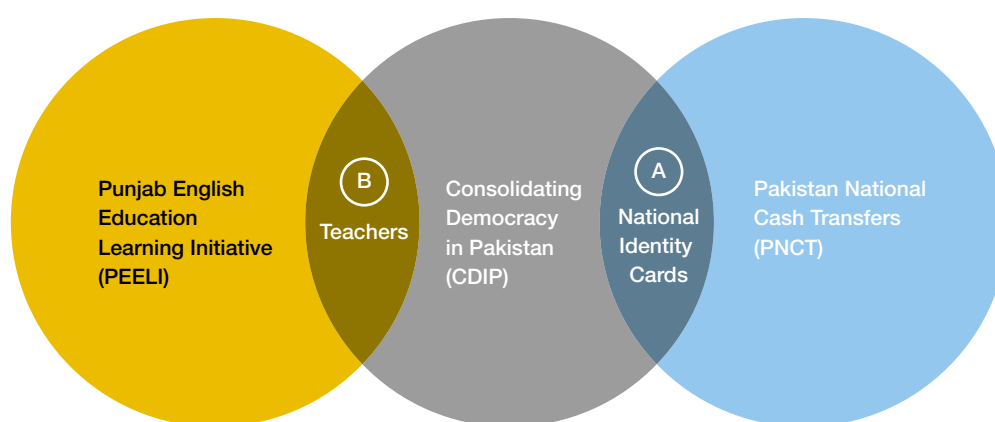 Punjab English
Education
Learning Initiative
(PEELI)
B
Teachers
Consolidating
Democracy
in Pakistan
(CDIP)
A
National
Identity
Cards
Pakistan National
Cash Transfers
(PNCT)